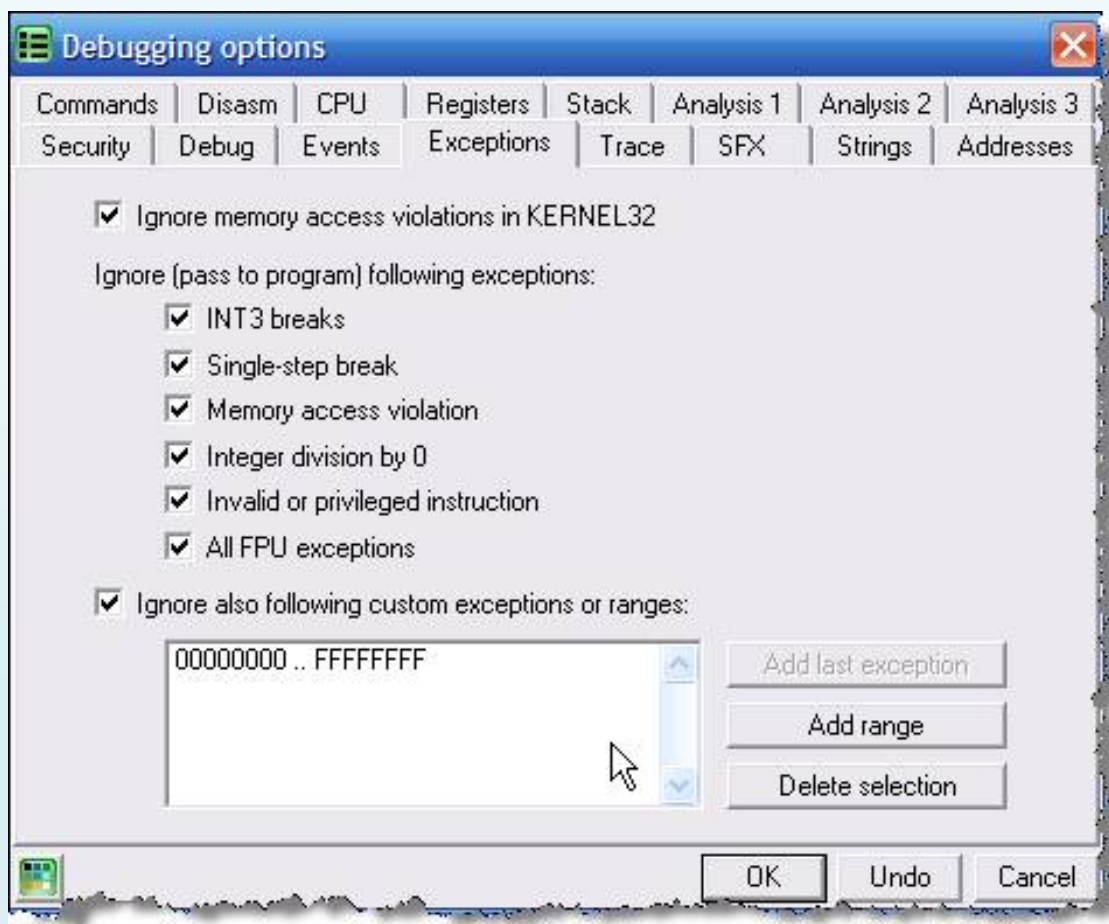 Debugging options
Commands Disasm CPU Registers Stack Analysis 1 Analysis 2 Analysis 3
Security Debug Events Exceptions Trace SFX Strings Addresses
Ignore memory access violations in KERNEL32
Ignore (pass to program) following exceptions:
INT3 breaks
Single-step break
Memory access violation
Integer division by 0
Invalid or privileged instruction
All FPU exceptions
Ignore also following custom exceptions or ranges:
00000000 .. FFFFFFFF
Add last exception
Add range
Delete selection
OK Undo Cancel